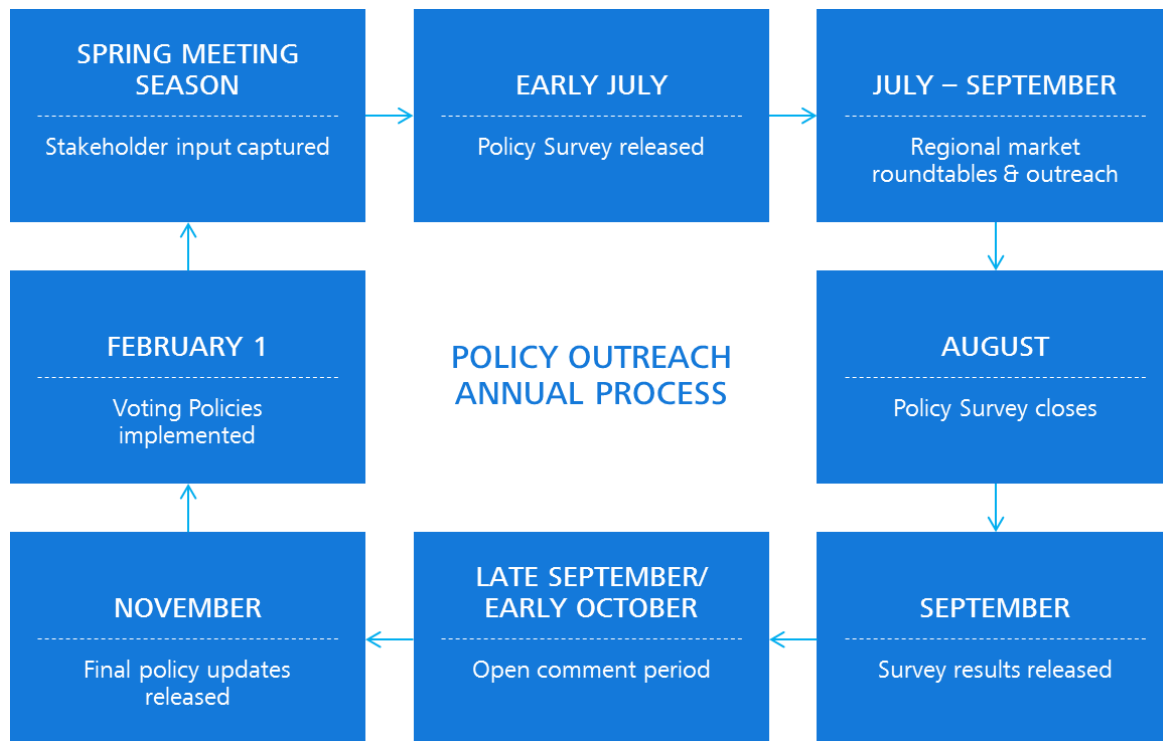 SPRING MEETING
SEASON
Stakeholder input captured
EARLY JULY
Policy Survey released
JULY – SEPTEMBER
Regional market
roundtables & outreach
FEBRUARY 1
Voting Policies
implemented
POLICY OUTREACH
ANNUAL PROCESS
AUGUST
Policy Survey closes
NOVEMBER
Final policy updates
released
LATE SEPTEMBER/
EARLY OCTOBER
Open comment period
SEPTEMBER
Survey results released